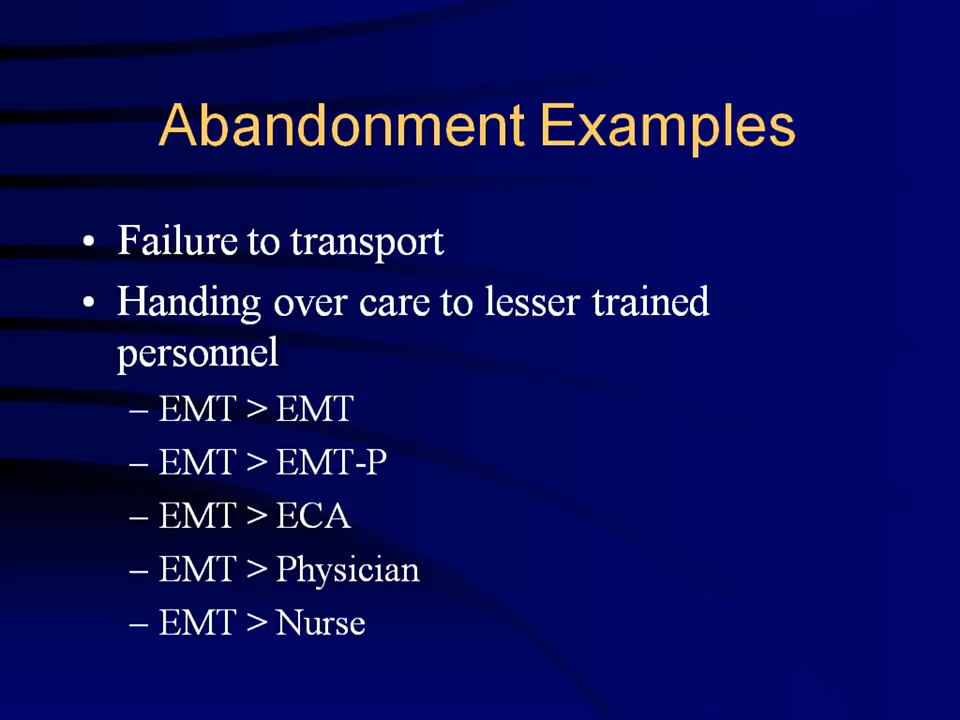 Abandonment Examples
• Failure to transport
• Handing over care to lesser trained
personnel
– EMT > EMT
– EMT > EMT-P
– EMT > ECA
– EMT > Physician
– EMT > Nurse